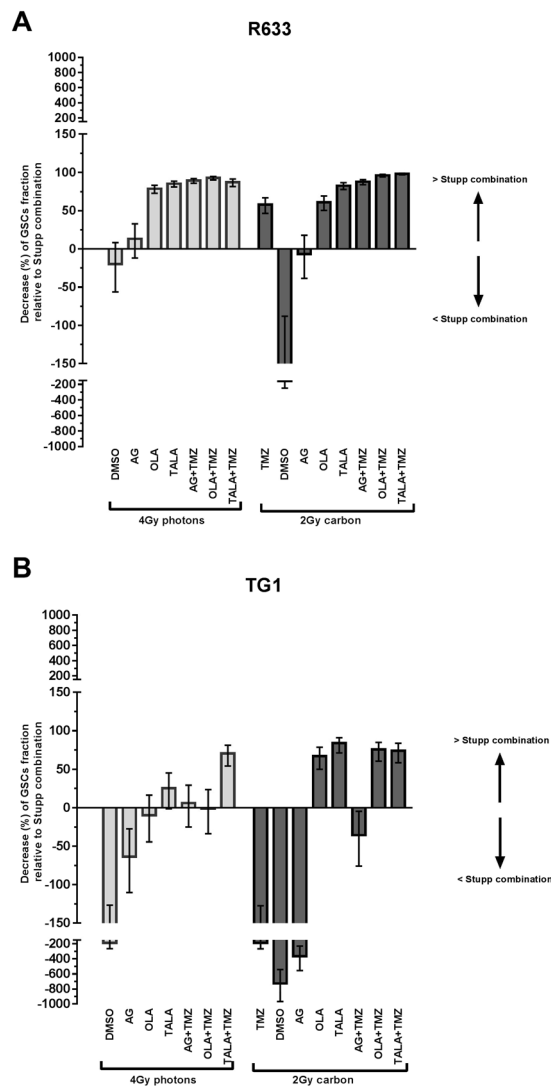 A
R633
Decrease (%) of GSCs fraction
relative to Stupp combination
1000
800
600
400
200
150
100
50
0
-50
-100
-150
-200
-400
-600
-800
-1000
> Stupp combination
< Stupp combination
DMSO
AG
OLA
TALA
AG+TMZ
OLA+TMZ
TALA+TMZ
TMZ
DMSO
AG
OLA
TALA
AG+TMZ
OLA+TMZ
TALA+TMZ
4Gy photons
2Gy carbon
B
TG1
Decrease (%) of GSCs fraction
relative to Stupp combination
1000
800
600
400
200
150
100
50
0
-50
-100
-150
-200
-400
-600
-800
-1000
> Stupp combination
< Stupp combination
DMSO
AG
OLA
TALA
AG+TMZ
OLA+TMZ
TALA+TMZ
TMZ
DMSO
AG
OLA
TALA
AG+TMZ
OLA+TMZ
TALA+TMZ
4Gy photons
2Gy carbon